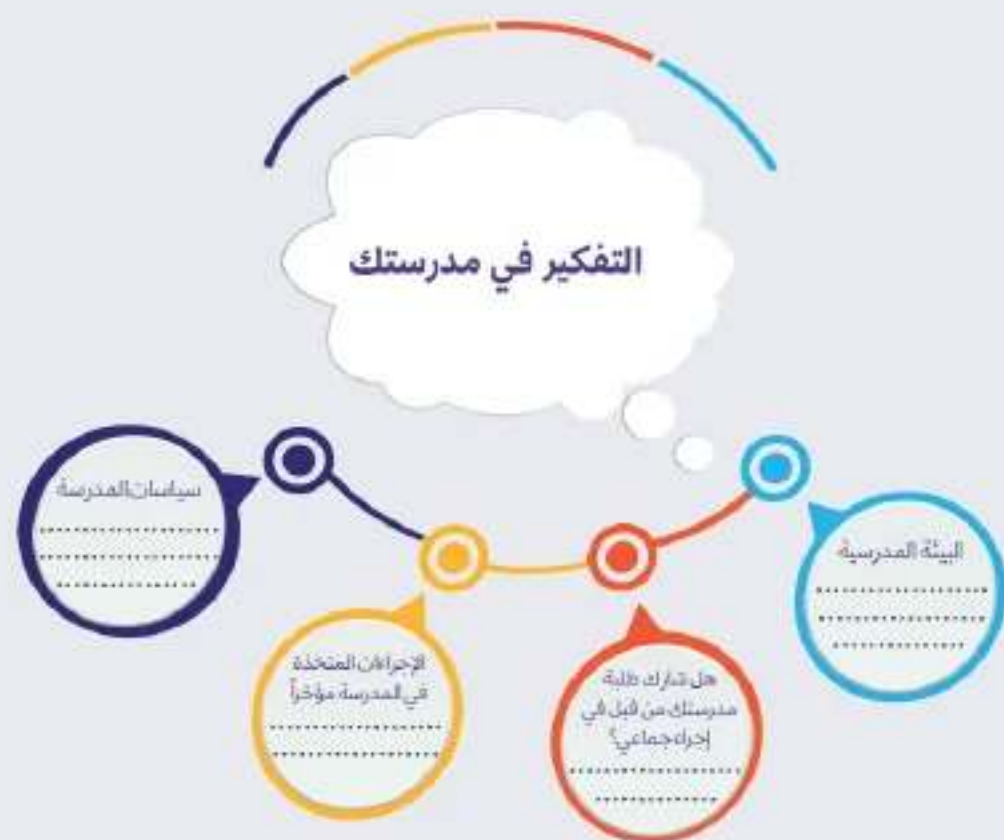 التفكير في مدرستك
البيئة المدرسية
هل شارك طلبة
مدرستك من قبل في
إجراء جماعي؟
الإجراءات المتخذة
في المدرسة مؤخراً
سياسات المدرسة